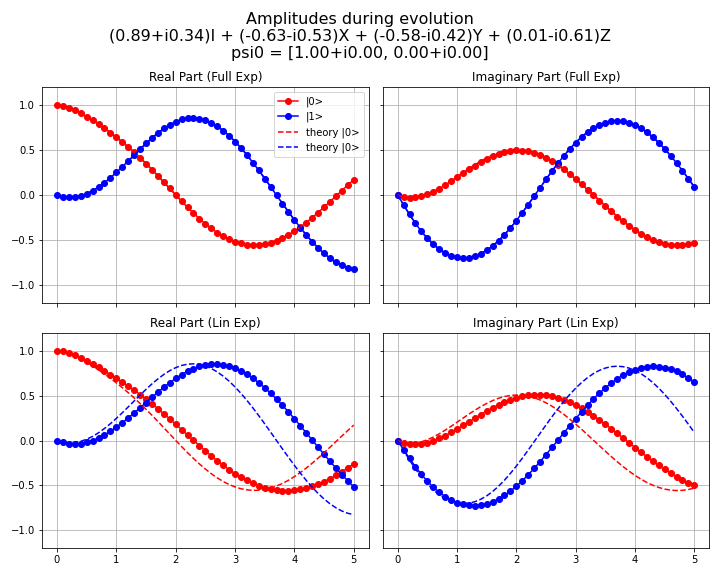 Amplitudes during evolution
(0.89+i0.34)I + (-0.63-i0.53)X + (-0.58-i0.42)Y + (0.01-i0.61)Z
psi0 = [1.00+i0.00, 0.00+i0.00]
Real Part (Full Exp)
1.0
0.5
0.0
−0.5
−1.0
|0>
|1>
theory |0>
theory |0>
Imaginary Part (Full Exp)
Real Part (Lin Exp)
1.0
0.5
0.0
−0.5
−1.0
0 1 2 3 4 5
Imaginary Part (Lin Exp)
0 1 2 3 4 5